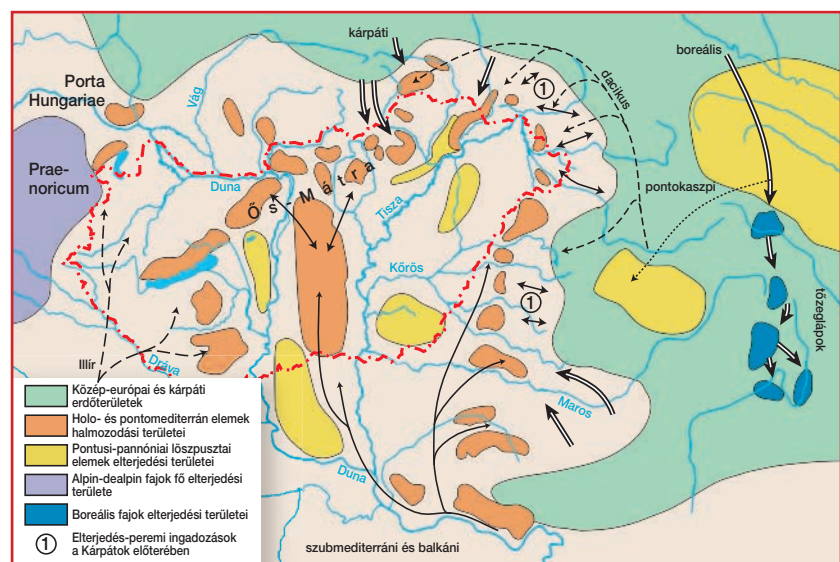 kárpáti
boreális
Porta
Hungariae
Vág
dacikus
①
Prae-
noricum
Duna
Ős-Mátra
Tisza
pontokaszpi
Kőrös
①
tőzeglápok
Illír
Dráva
Maros
Duna
szubmediterráni és balkáni
Közép-európai és kárpáti
erdőterületek
Holo- és pontomediterrán elemek
halmozódási területei
Pontusi-pannóniai löszpusztai
elemek elterjedési területei
Alpin-dealpin fajok fő elterjedési
területe
Boreális fajok elterjedési területei
① Elterjedés-peremi ingadozások
a Kárpátok előterében